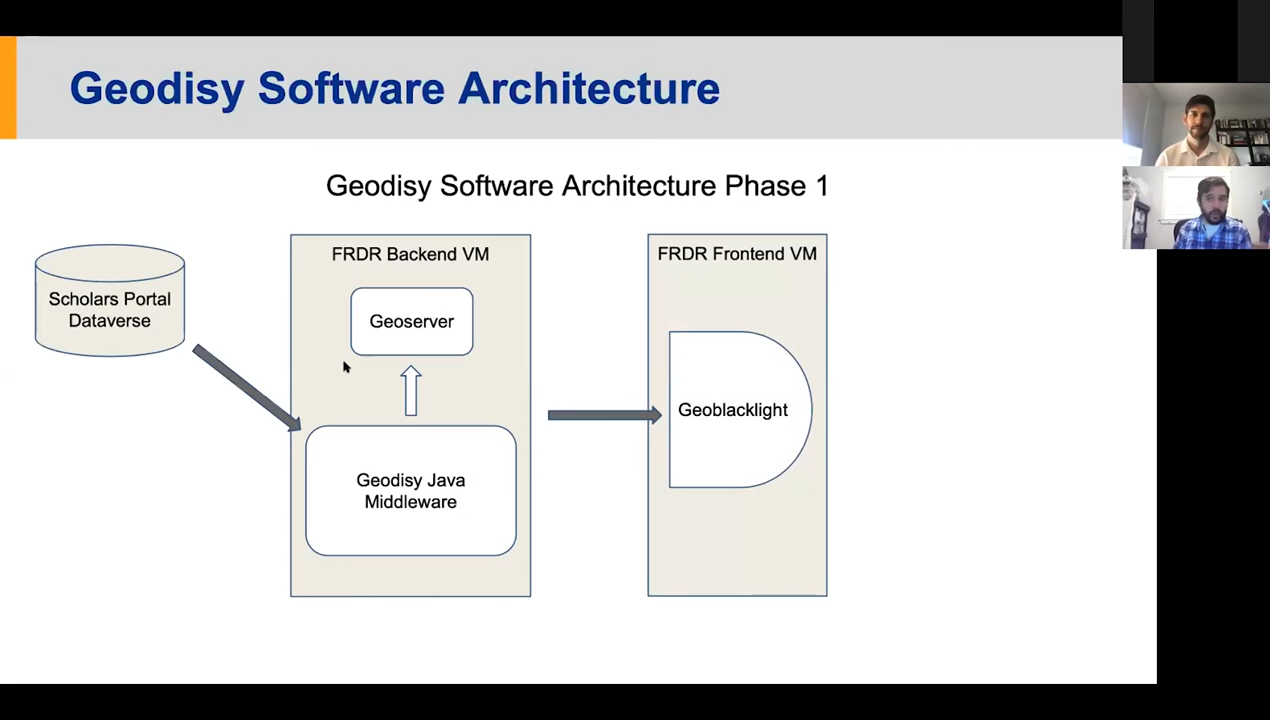 Geodisy Software Architecture
Geodisy Software Architecture Phase 1
Scholars Portal
Dataverse
FRDR Backend VM
Geoserver
Geodisy Java
Middleware
FRDR Frontend VM
Geoblacklight